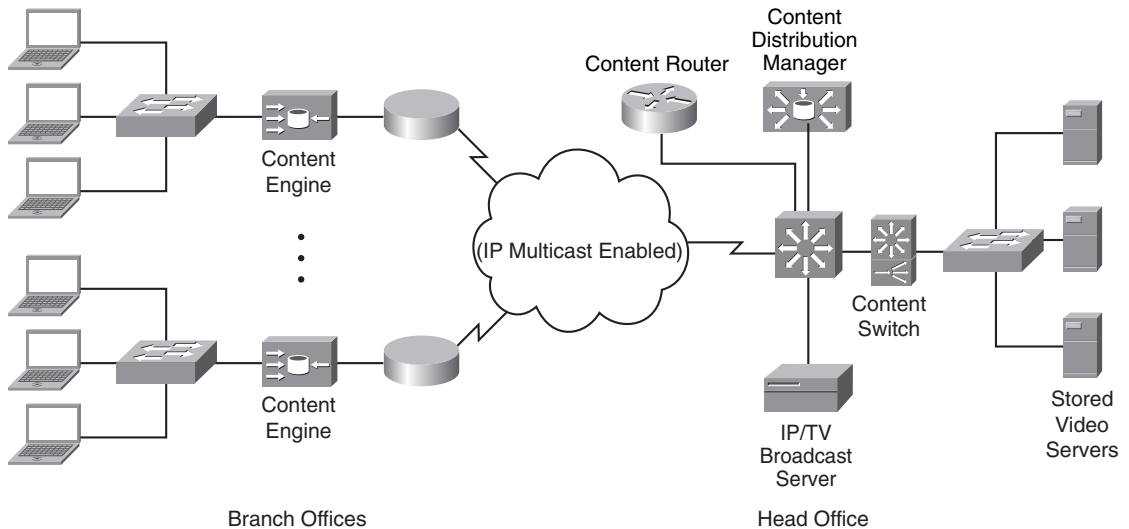 Content
Distribution
Manager
Content Router
Content
Engine
(IP Multicast Enabled)
Content
Switch
Content
Engine
IP/TV
Broadcast
Server
Stored
Video
Servers
Branch Offices
Head Office